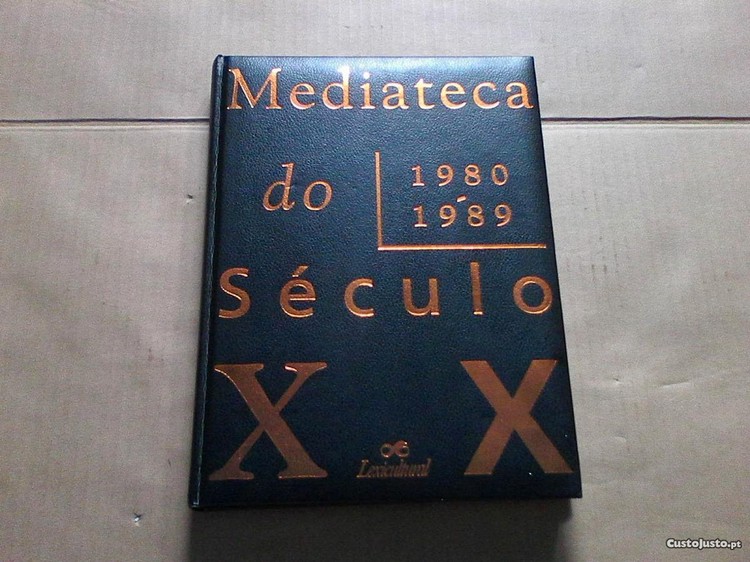 Mediateca
do
1980
-
1989
Século
X X
Lexicultural
CustoJusto.pt